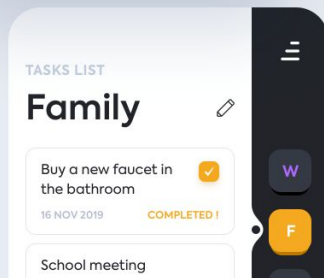 TASKS LIST
Family
Buy a new faucet in
the bathroom
16 NOV 2019 COMPLETED !
School meeting
W
F